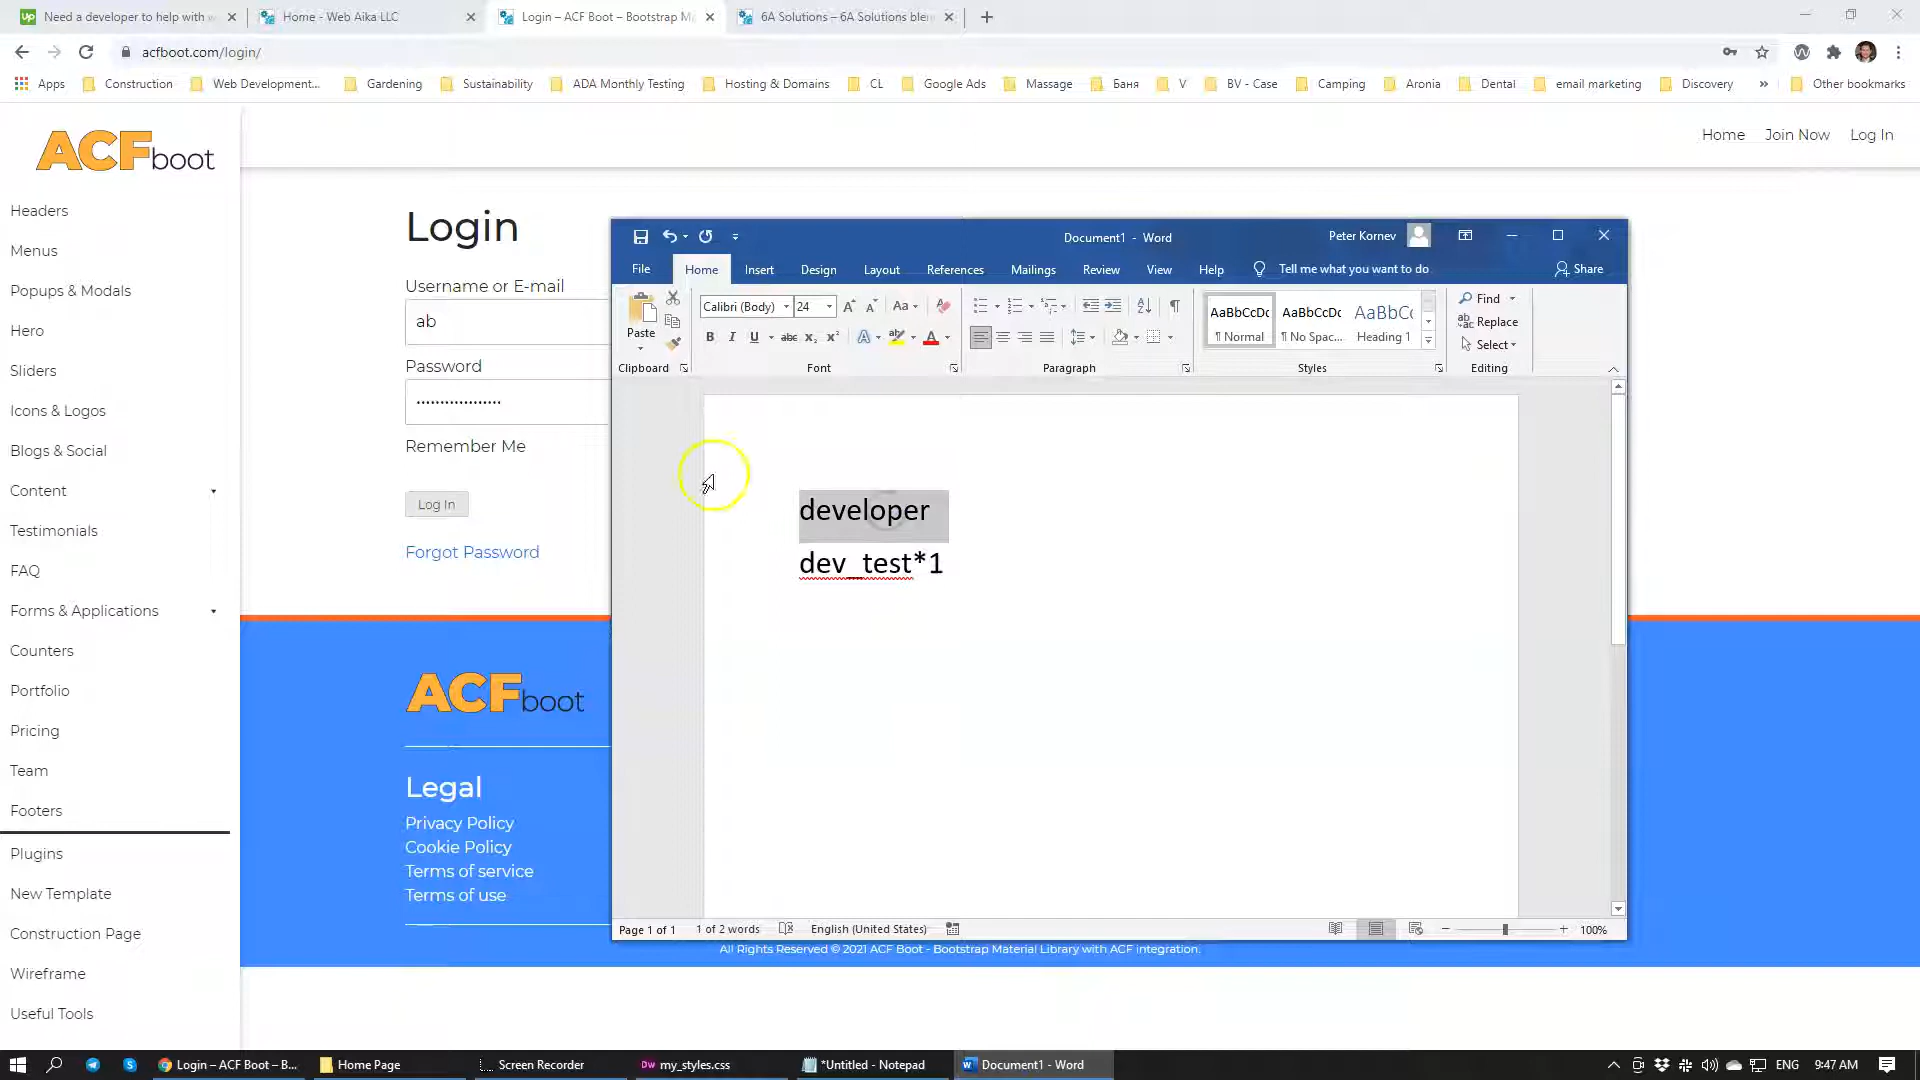 Need a developer to help with w
Home - Web Aika LLC
Login – ACF Boot – Bootstrap Ma
6A Solutions – 6A Solutions blen
acfboot.com/login/
Apps
Construction
Web Development...
Gardening
Sustainability
ADA Monthly Testing
Hosting & Domains
CL
Google Ads
Massage
Баня
V
BV - Case
Camping
Aronia
Dental
email marketing
Discovery
»
Other bookmarks
ACFboot
Home
Join Now
Log In
Headers
Menus
Popups & Modals
Hero
Sliders
Icons & Logos
Blogs & Social
Content
Testimonials
FAQ
Forms & Applications
Counters
Portfolio
Pricing
Team
Footers
Plugins
New Template
Construction Page
Wireframe
Useful Tools
Login
Username or E-mail
ab
Password
••••••••••••••••••
Remember Me
Log In
Forgot Password
ACFboot
Legal
Privacy Policy
Cookie Policy
Terms of service
Terms of use
All Rights Reserved © 2021 ACF Boot - Bootstrap Material Library with ACF integration.
Document1 - Word
Peter Kornev
File
Home
Insert
Design
Layout
References
Mailings
Review
View
Help
Tell me what you want to do
Share
Paste
Clipboard
Calibri (Body)
24
Aa
B I U abc x₂ x²
Font
Paragraph
AaBbCcDc
¶ Normal
AaBbCcDc
¶ No Spac...
AaBbCc
Heading 1
Styles
Find
Replace
Select
Editing
developer
dev_test*1
Page 1 of 1
1 of 2 words
English (United States)
100%
Login – ACF Boot – B...
Home Page
Screen Recorder
my_styles.css
*Untitled - Notepad
Document1 - Word
ENG
9:47 AM